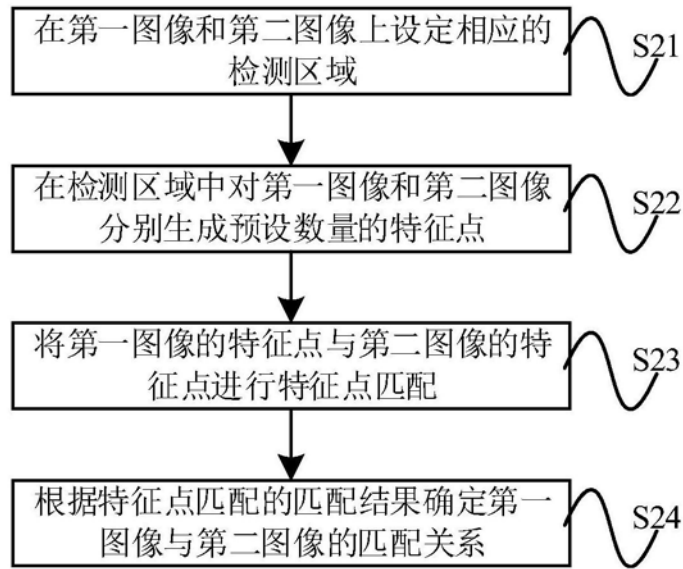 在第一图像和第二图像上设定相应的
检测区域
S21
在检测区域中对第一图像和第二图像
分别生成预设数量的特征点
S22
将第一图像的特征点与第二图像的特
征点进行特征点匹配
S23
根据特征点匹配的匹配结果确定第一
图像与第二图像的匹配关系
S24